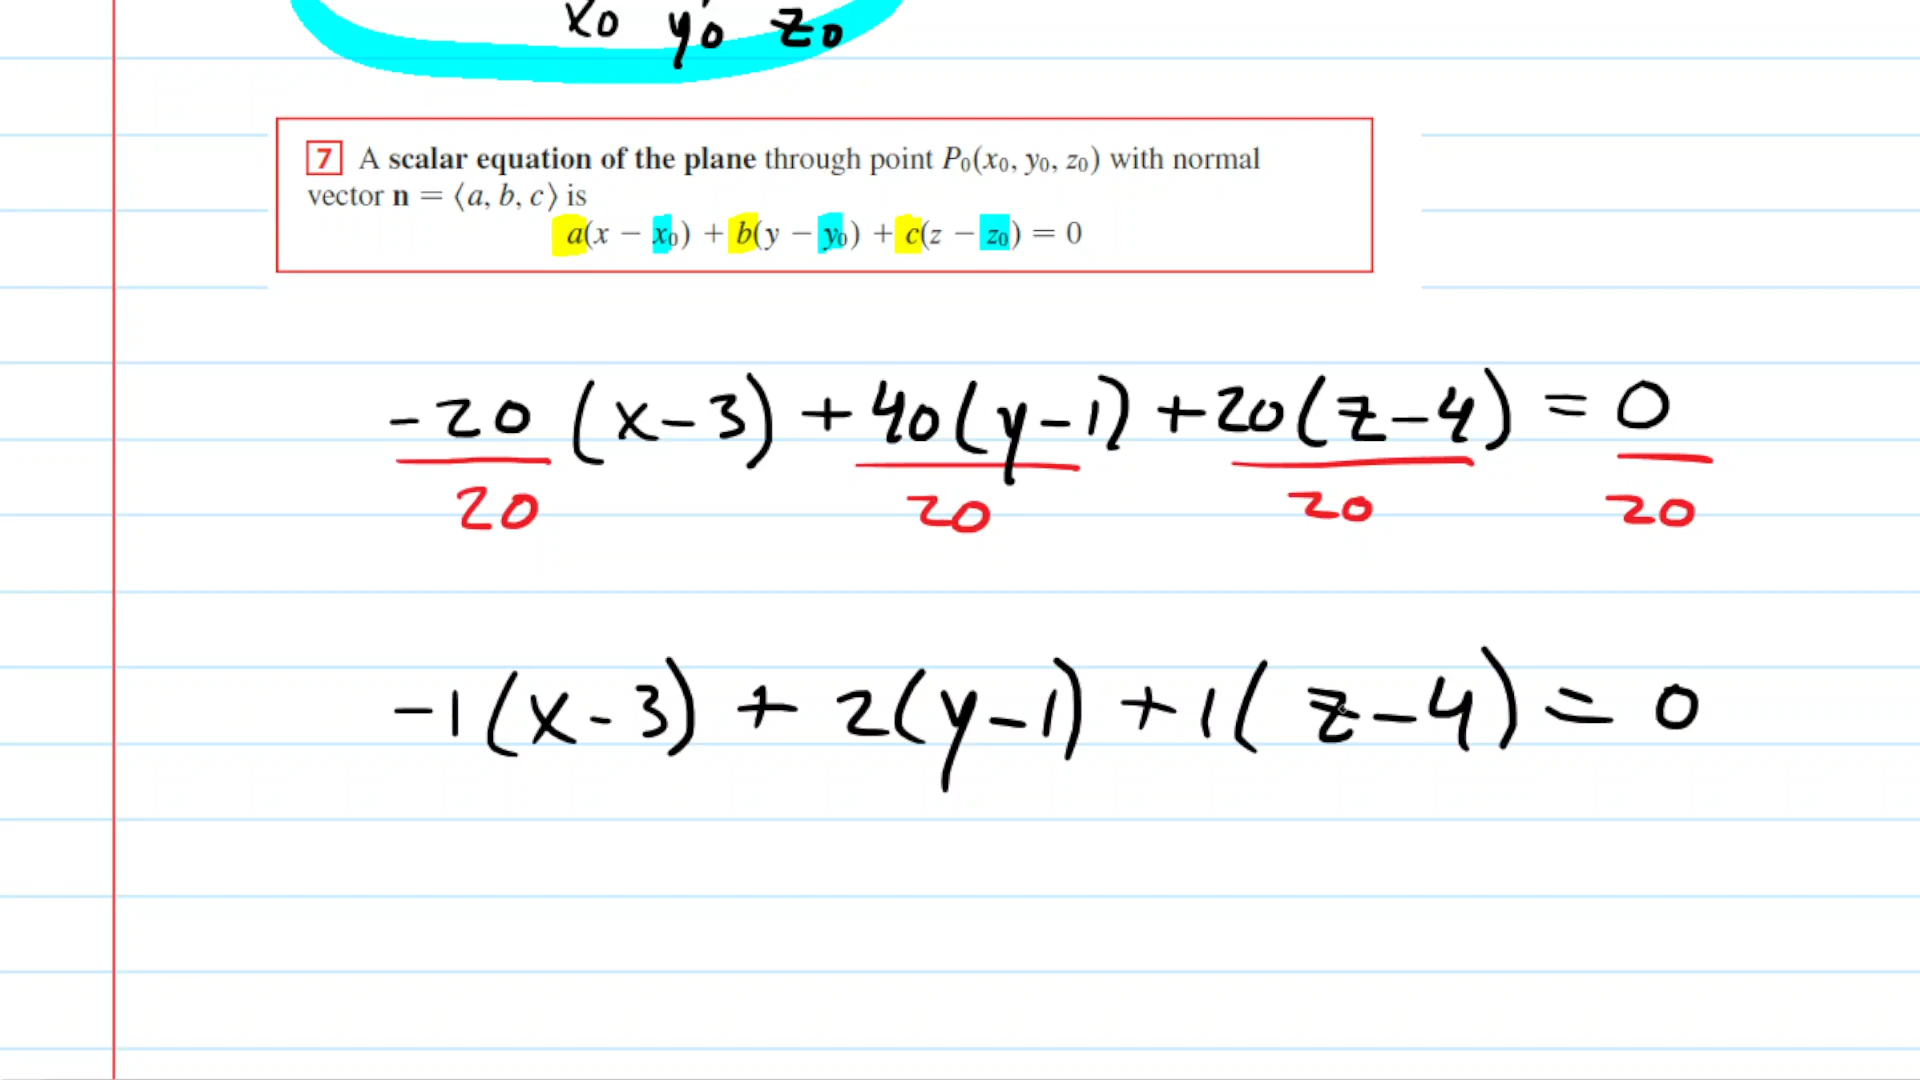 x0 y0 z0
7 A scalar equation of the plane through point P₀(x₀, y₀, z₀) with normal
vector n = ⟨a, b, c⟩ is
a(x − x₀) + b(y − y₀) + c(z − z₀) = 0
-20 (x-3) +40(y-1) +20(z-4) = 0
20 20 20 20
-1(x-3) + 2(y-1) +1( z-4) = 0